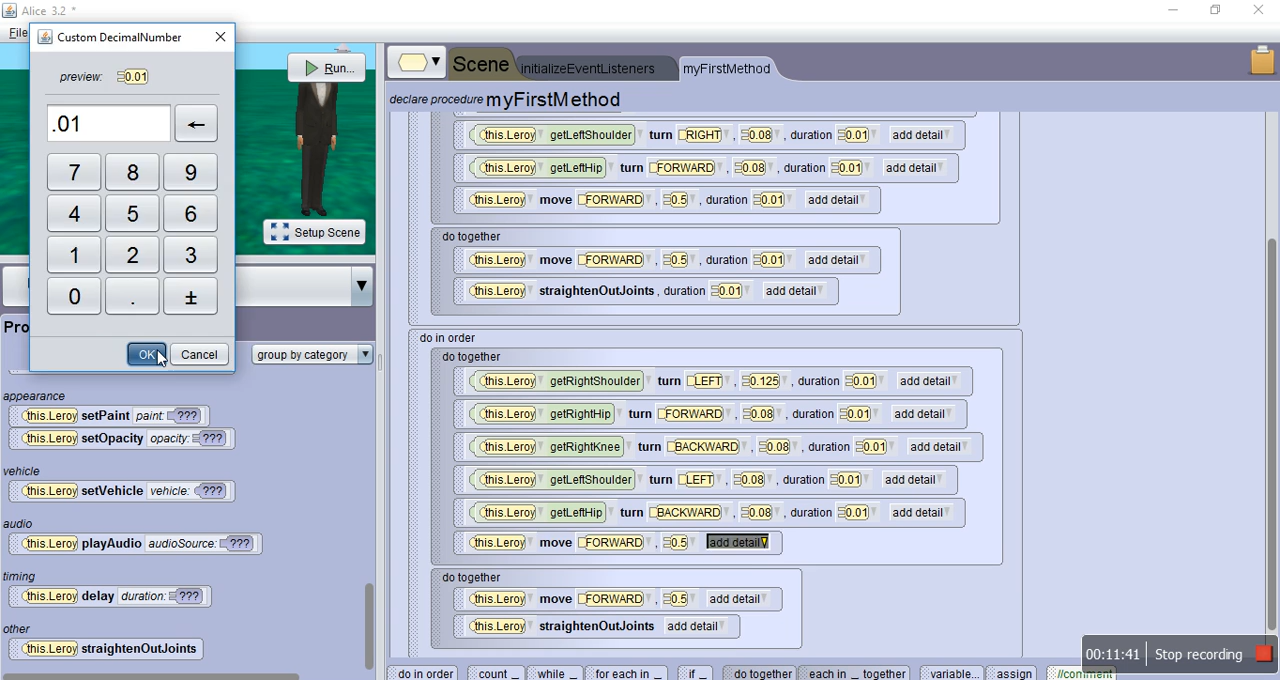 Alice 3.2 *
File
Custom DecimalNumber
preview: 0.01
.01
←
7 8 9
4 5 6
1 2 3
0 . ±
OK Cancel
Run...
Setup Scene
Pro
group by category
appearance
this.Leroy setPaint paint: ???
this.Leroy setOpacity opacity: ???
vehicle
this.Leroy setVehicle vehicle: ???
audio
this.Leroy playAudio audioSource: ???
timing
this.Leroy delay duration: ???
other
this.Leroy straightenOutJoints
Scene initializeEventListeners myFirstMethod
declare procedure myFirstMethod
this.Leroy getLeftShoulder turn RIGHT , 0.08 , duration 0.01 add detail
this.Leroy getLeftHip turn FORWARD , 0.08 , duration 0.01 add detail
this.Leroy move FORWARD , 0.5 , duration 0.01 add detail
do together
this.Leroy move FORWARD , 0.5 , duration 0.01 add detail
this.Leroy straightenOutJoints , duration 0.01 add detail
do in order
do together
this.Leroy getRightShoulder turn LEFT , 0.125 , duration 0.01 add detail
this.Leroy getRightHip turn FORWARD , 0.08 , duration 0.01 add detail
this.Leroy getRightKnee turn BACKWARD , 0.08 , duration 0.01 add detail
this.Leroy getLeftShoulder turn LEFT , 0.08 , duration 0.01 add detail
this.Leroy getLeftHip turn BACKWARD , 0.08 , duration 0.01 add detail
this.Leroy move FORWARD , 0.5 add detail
do together
this.Leroy move FORWARD , 0.5 add detail
this.Leroy straightenOutJoints add detail
00:11:41 Stop recording
do in order count _ while _ for each in _ if _ do together each in _ together variable... assign //comment